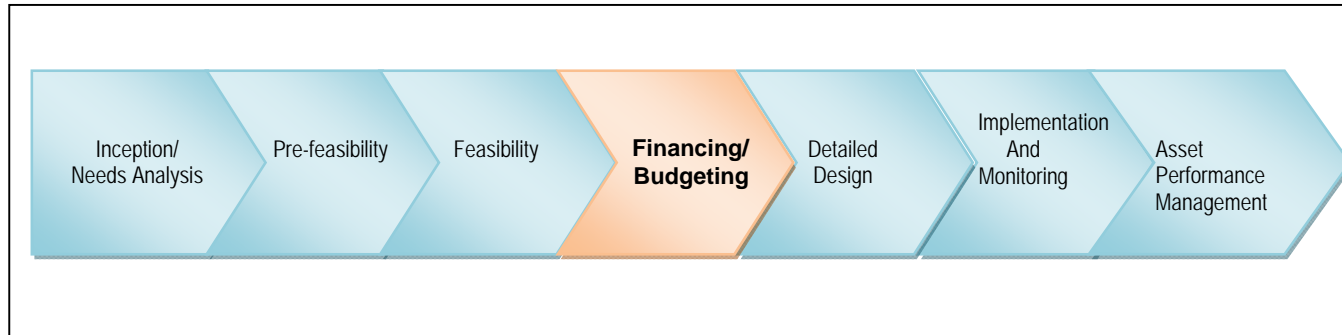 Inception/
Needs Analysis
Pre-feasibility
Feasibility
Financing/
Budgeting
Detailed
Design
Implementation
And
Monitoring
Asset
Performance
Management